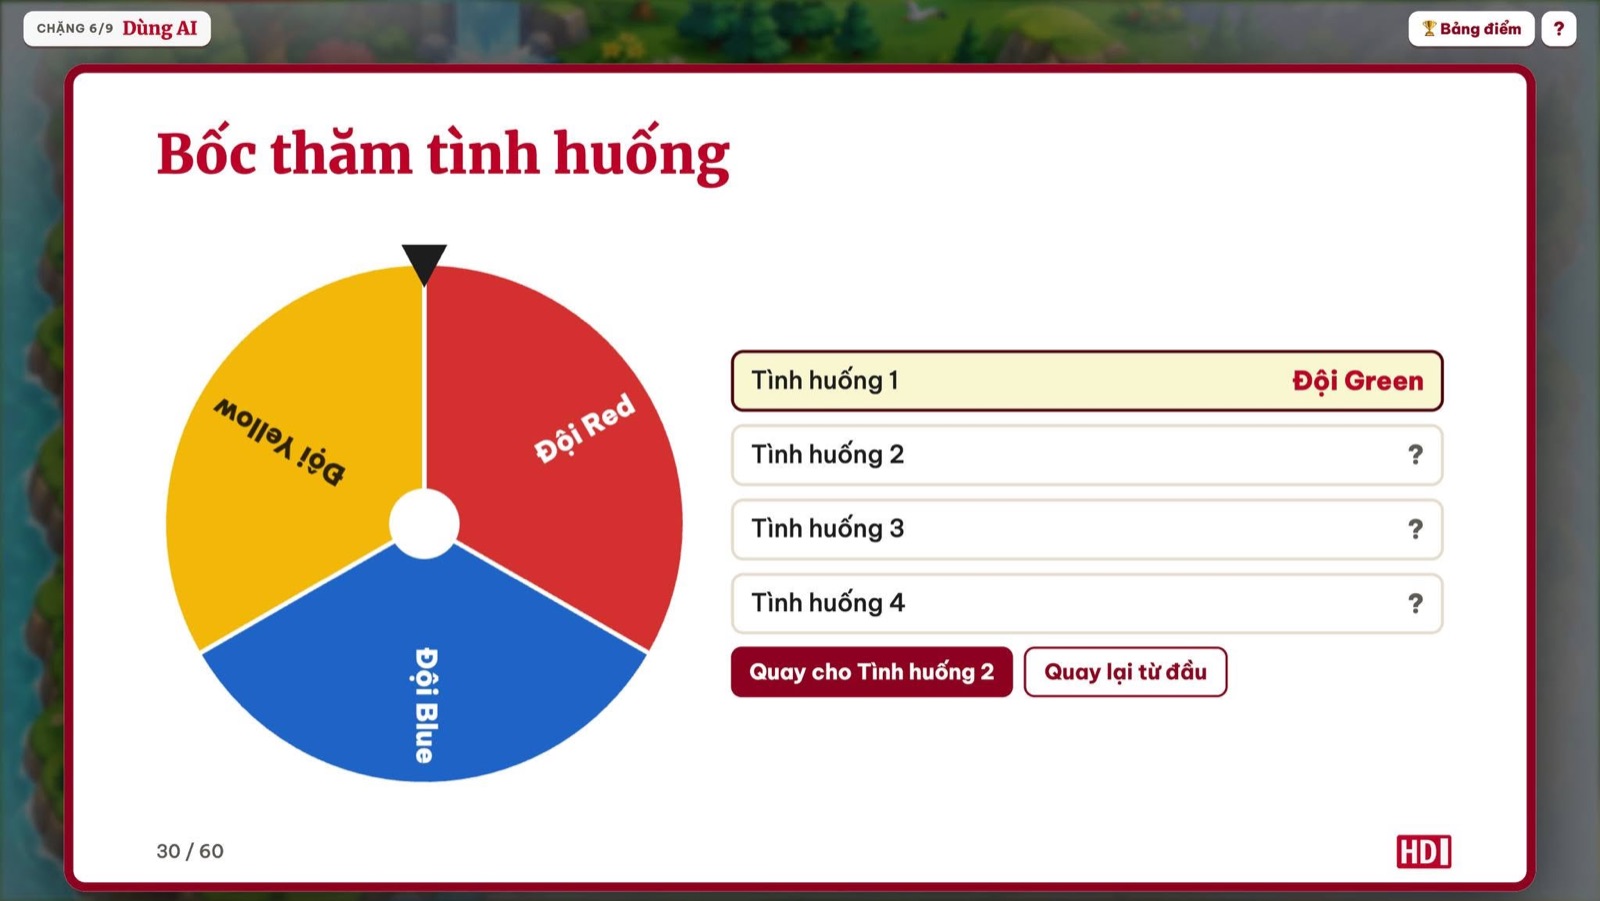 CHẶNG 6/9 Dùng AI
🏆 Bảng điểm
?
Bốc thăm tình huống
Đội Yellow
Đội Red
Đội Blue
Tình huống 1 Đội Green
Tình huống 2 ?
Tình huống 3 ?
Tình huống 4 ?
Quay cho Tình huống 2
Quay lại từ đầu
30 / 60
HDI